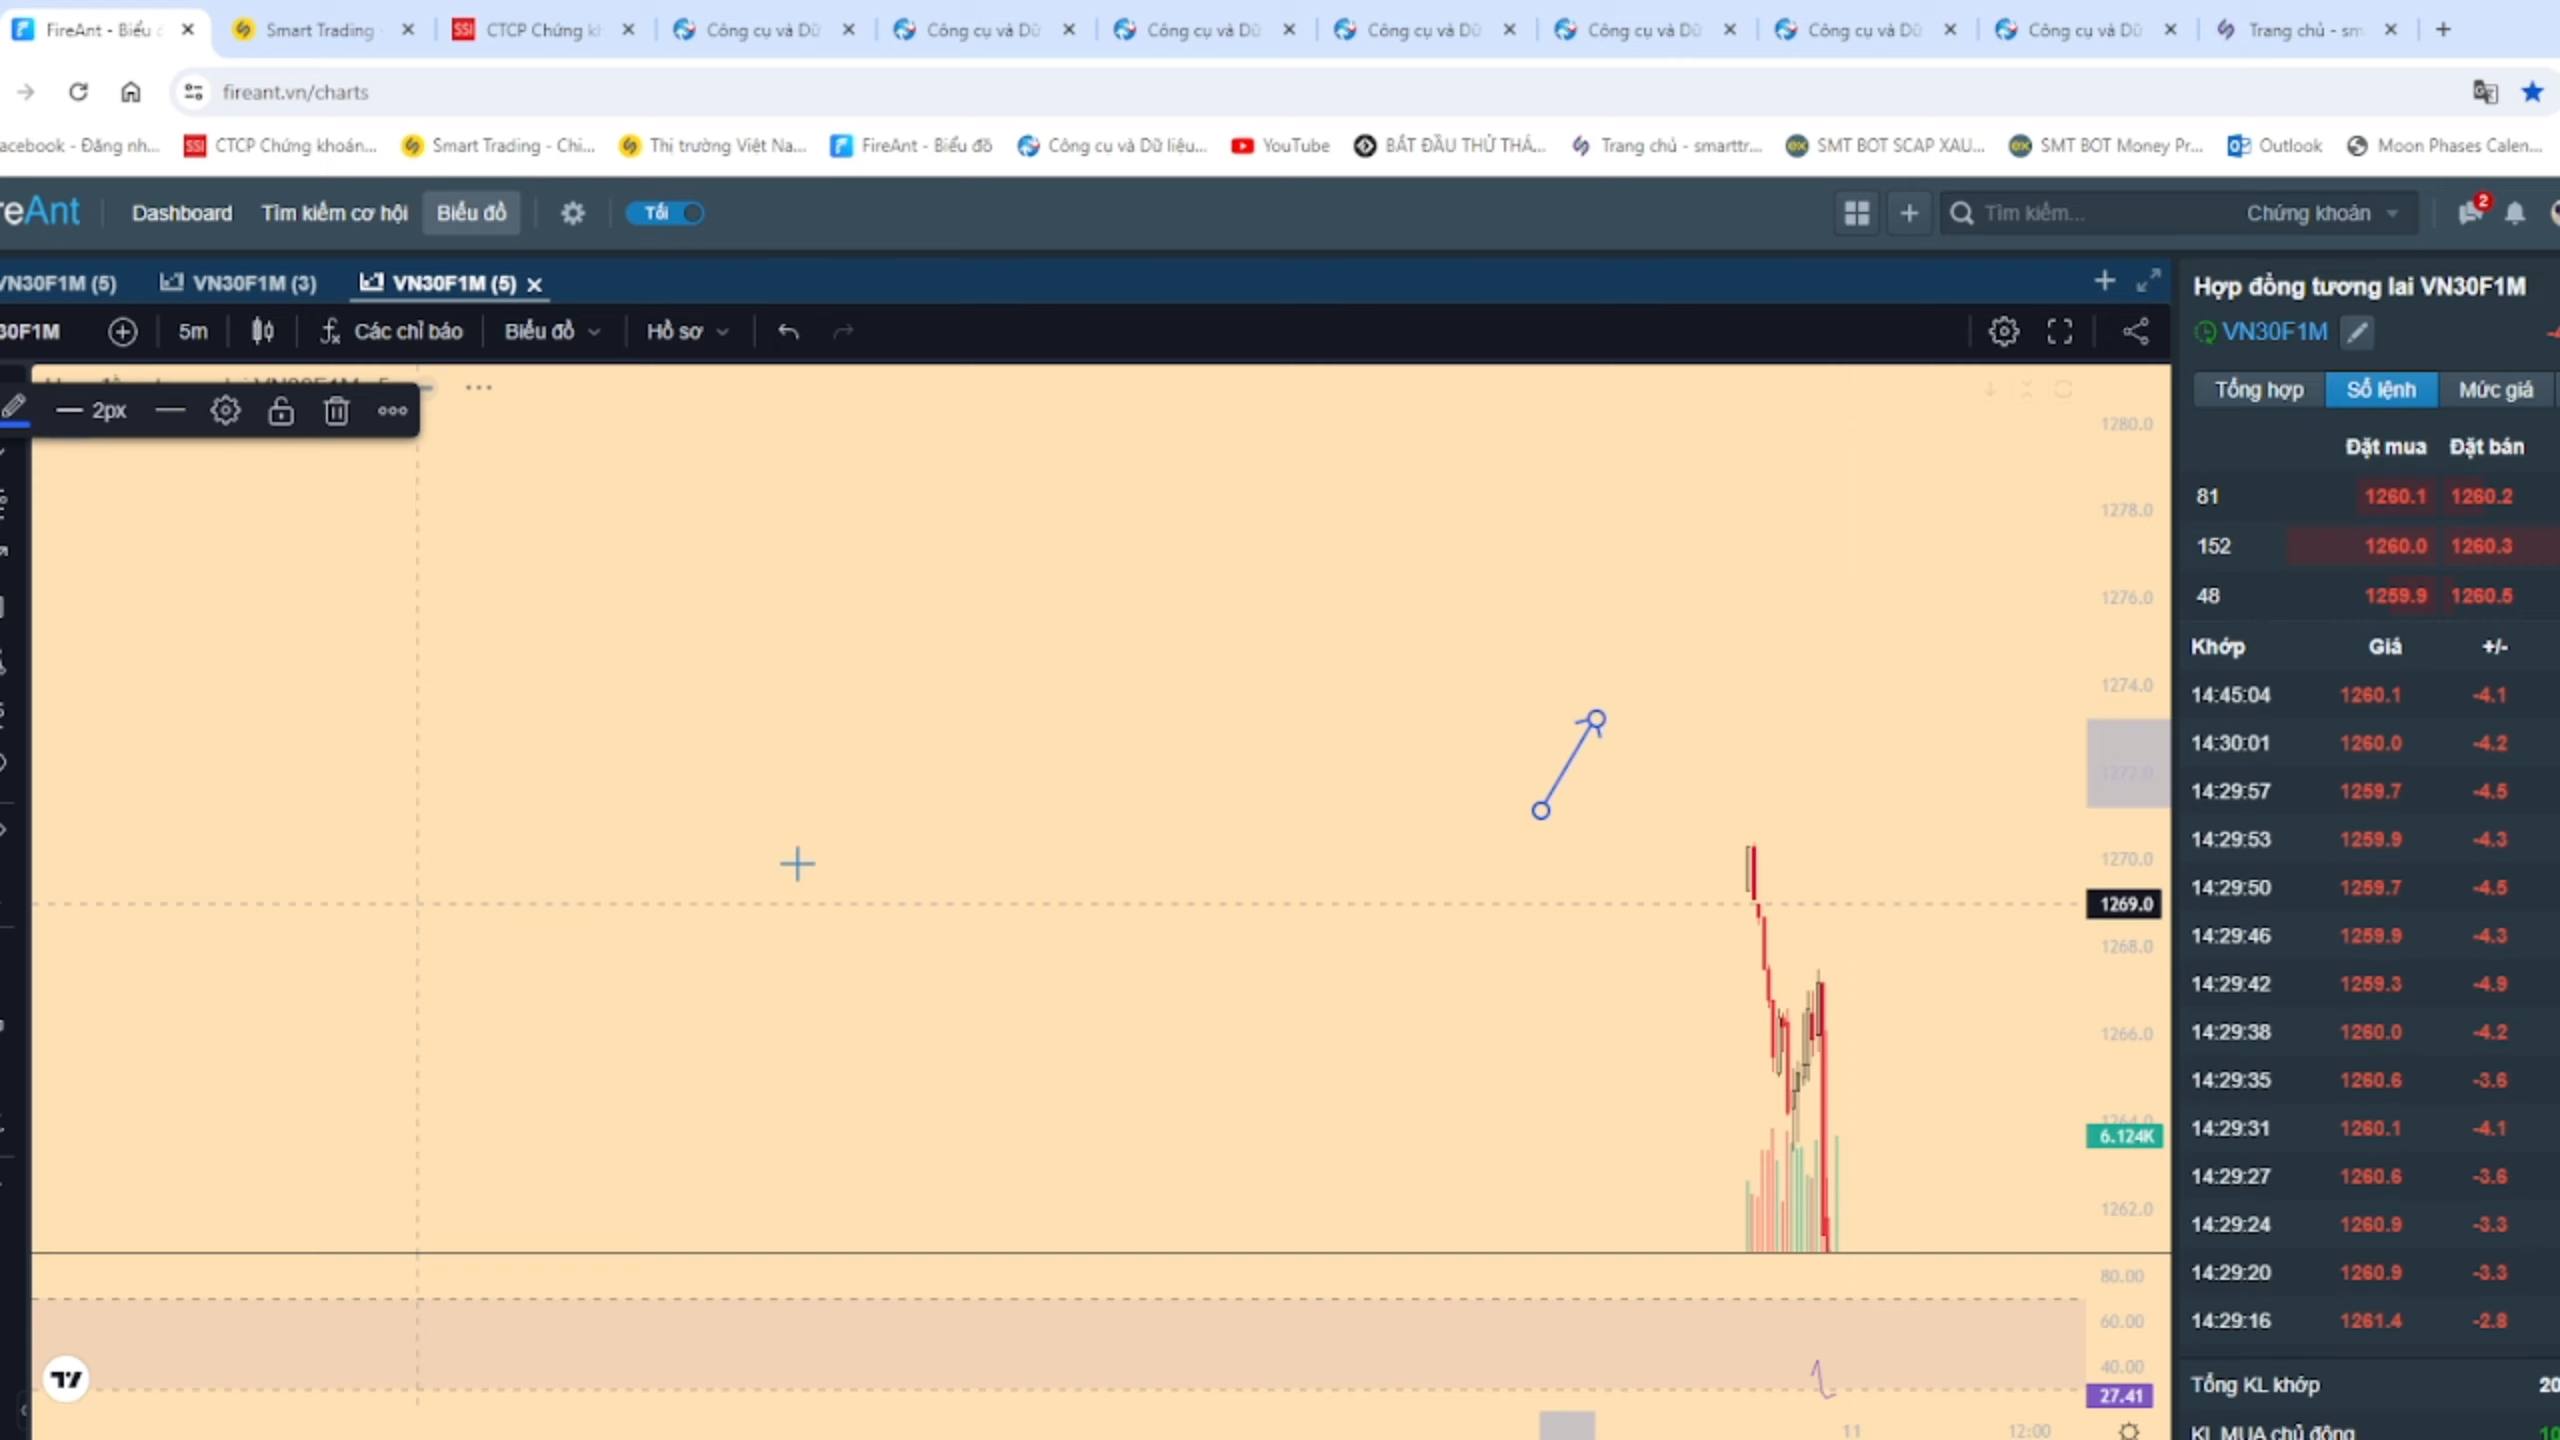 FireAnt - Biểu
Smart Trading
CTCP Chứng kh
Công cụ và Dữ
Công cụ và Dữ
Công cụ và Dữ
Công cụ và Dữ
Công cụ và Dữ
Công cụ và Dữ
Công cụ và Dữ
Trang chủ - sm
fireant.vn/charts
acebook - Đăng nh...
SSI CTCP Chứng khoán...
Smart Trading - Chi...
Thị trường Việt Na...
FireAnt - Biểu đồ
Công cụ và Dữ liệu...
YouTube
BẮT ĐẦU THỬ THÁ...
Trang chủ - smarttr...
SMT BOT SCAP XAU...
SMT BOT Money Pr...
Outlook
Moon Phases Calen...
reAnt
Dashboard
Tìm kiếm cơ hội
Biểu đồ
Tối
Tìm kiếm...
Chứng khoán
2
VN30F1M (5)
VN30F1M (3)
VN30F1M (5)
30F1M
5m
Các chỉ báo
Biểu đồ
Hồ sơ
2px
1280.0
1278.0
1276.0
1274.0
1272.0
1270.0
1269.0
1268.0
1266.0
1264.0
6.124K
1262.0
80.00
60.00
40.00
27.41
11
12:00
Hợp đồng tương lai VN30F1M
VN30F1M
Tổng hợp
Sổ lệnh
Mức giá
Đặt mua Đặt bán
81 1260.1 1260.2
152 1260.0 1260.3
48 1259.9 1260.5
Khớp Giá +/-
14:45:04 1260.1 -4.1
14:30:01 1260.0 -4.2
14:29:57 1259.7 -4.5
14:29:53 1259.9 -4.3
14:29:50 1259.7 -4.5
14:29:46 1259.9 -4.3
14:29:42 1259.3 -4.9
14:29:38 1260.0 -4.2
14:29:35 1260.6 -3.6
14:29:31 1260.1 -4.1
14:29:27 1260.6 -3.6
14:29:24 1260.9 -3.3
14:29:20 1260.9 -3.3
14:29:16 1261.4 -2.8
Tổng KL khớp 20
KL MUA chủ động